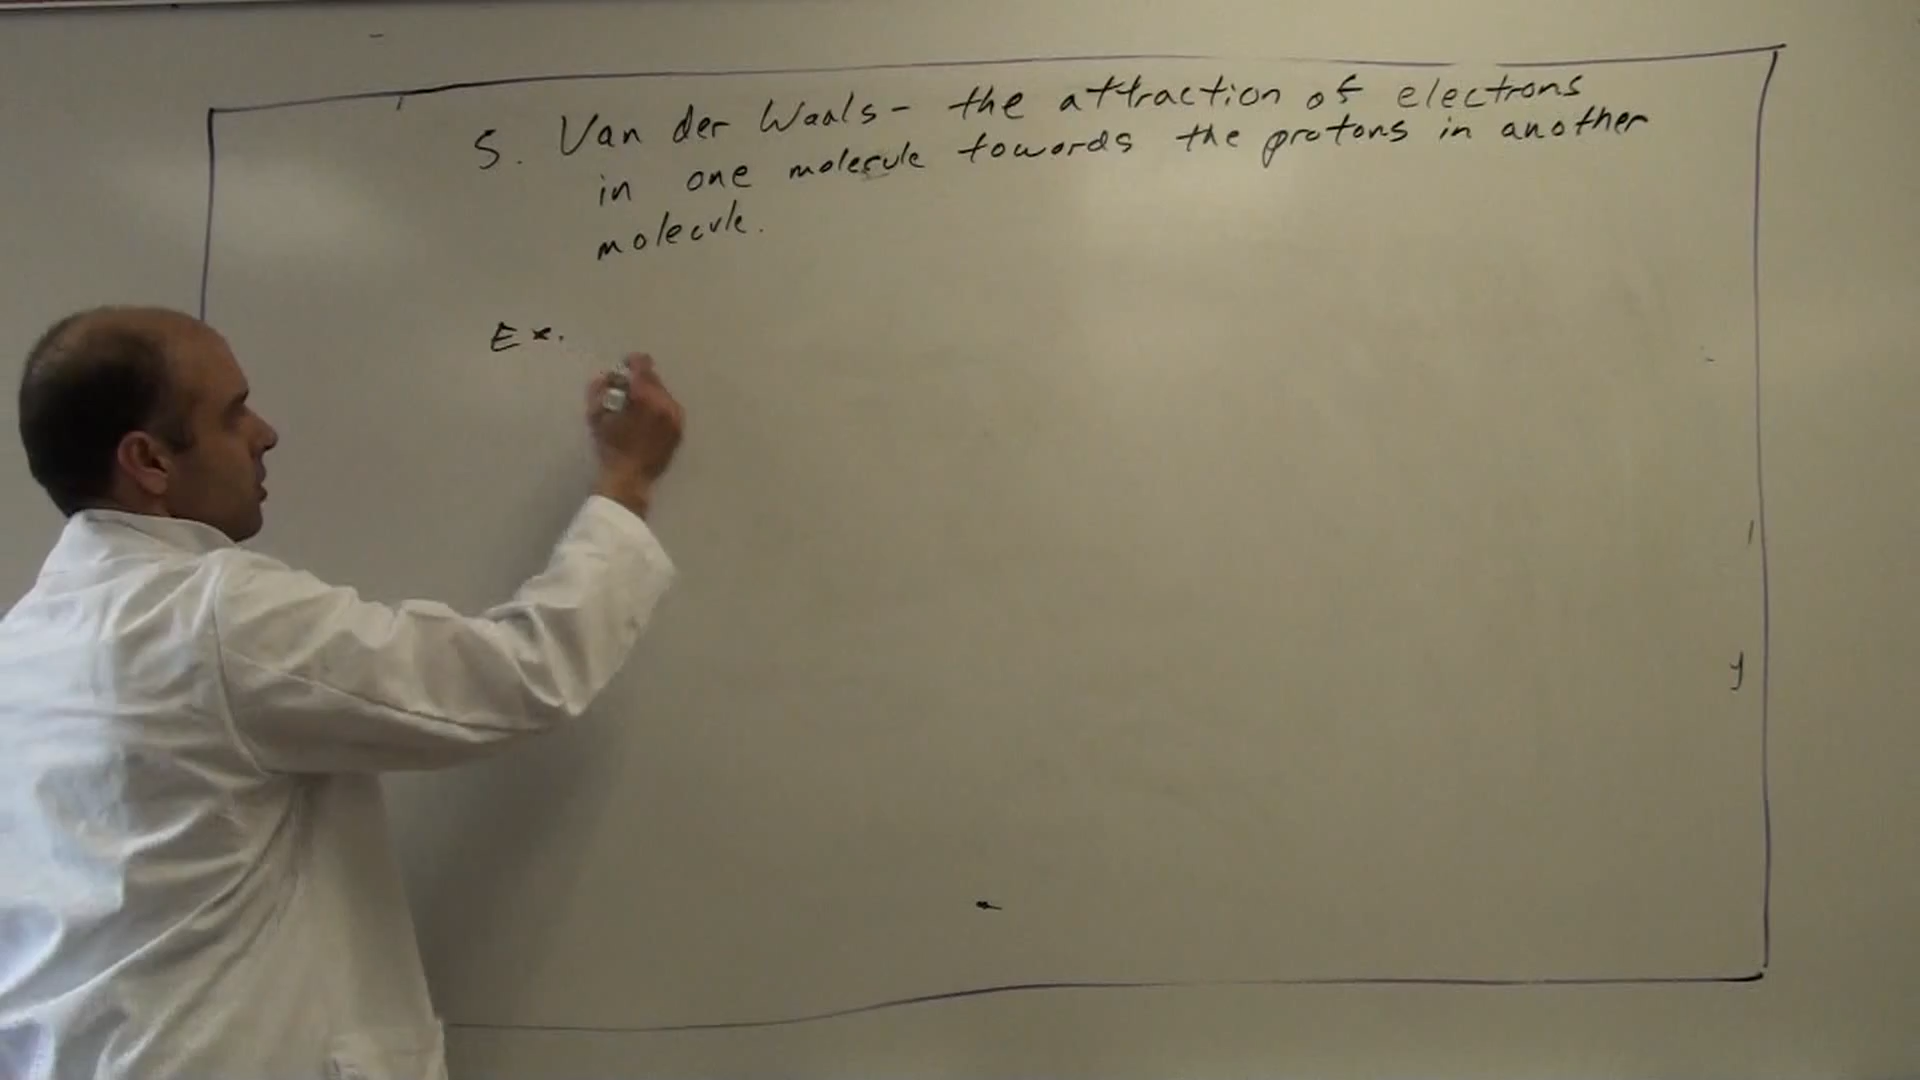 5. Van der Waals - the attraction of electrons
in one molecule towards the protons in another
molecule.
Ex.
y